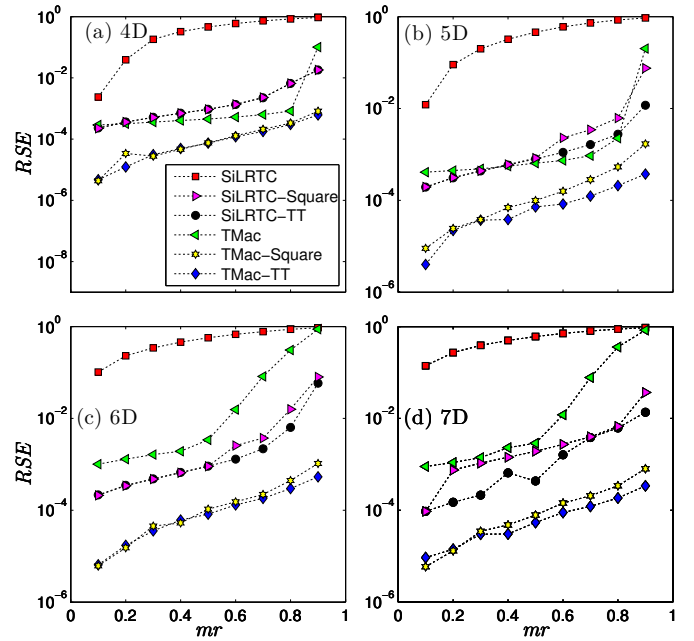 (a) 4D
10^0
10^-2
10^-4
10^-6
10^-8
RSE
SiLRTC
SiLRTC-Square
SiLRTC-TT
TMac
TMac-Square
TMac-TT
(b) 5D
10^0
10^-2
10^-4
10^-6
(c) 6D
10^0
10^-2
10^-4
10^-6
RSE
0 0.2 0.4 0.6 0.8 1
mr
(d) 7D
10^0
10^-2
10^-4
10^-6
0 0.2 0.4 0.6 0.8 1
mr